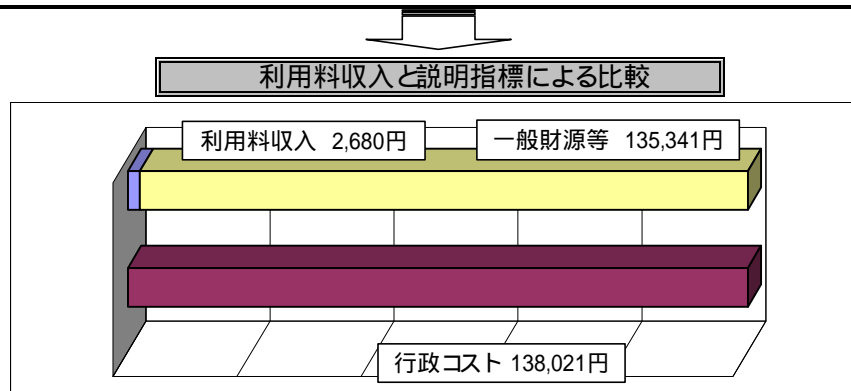 利用料収入と説明指標による比較
利用料収入 2,680円
一般財源等 135,341円
行政コスト 138,021円